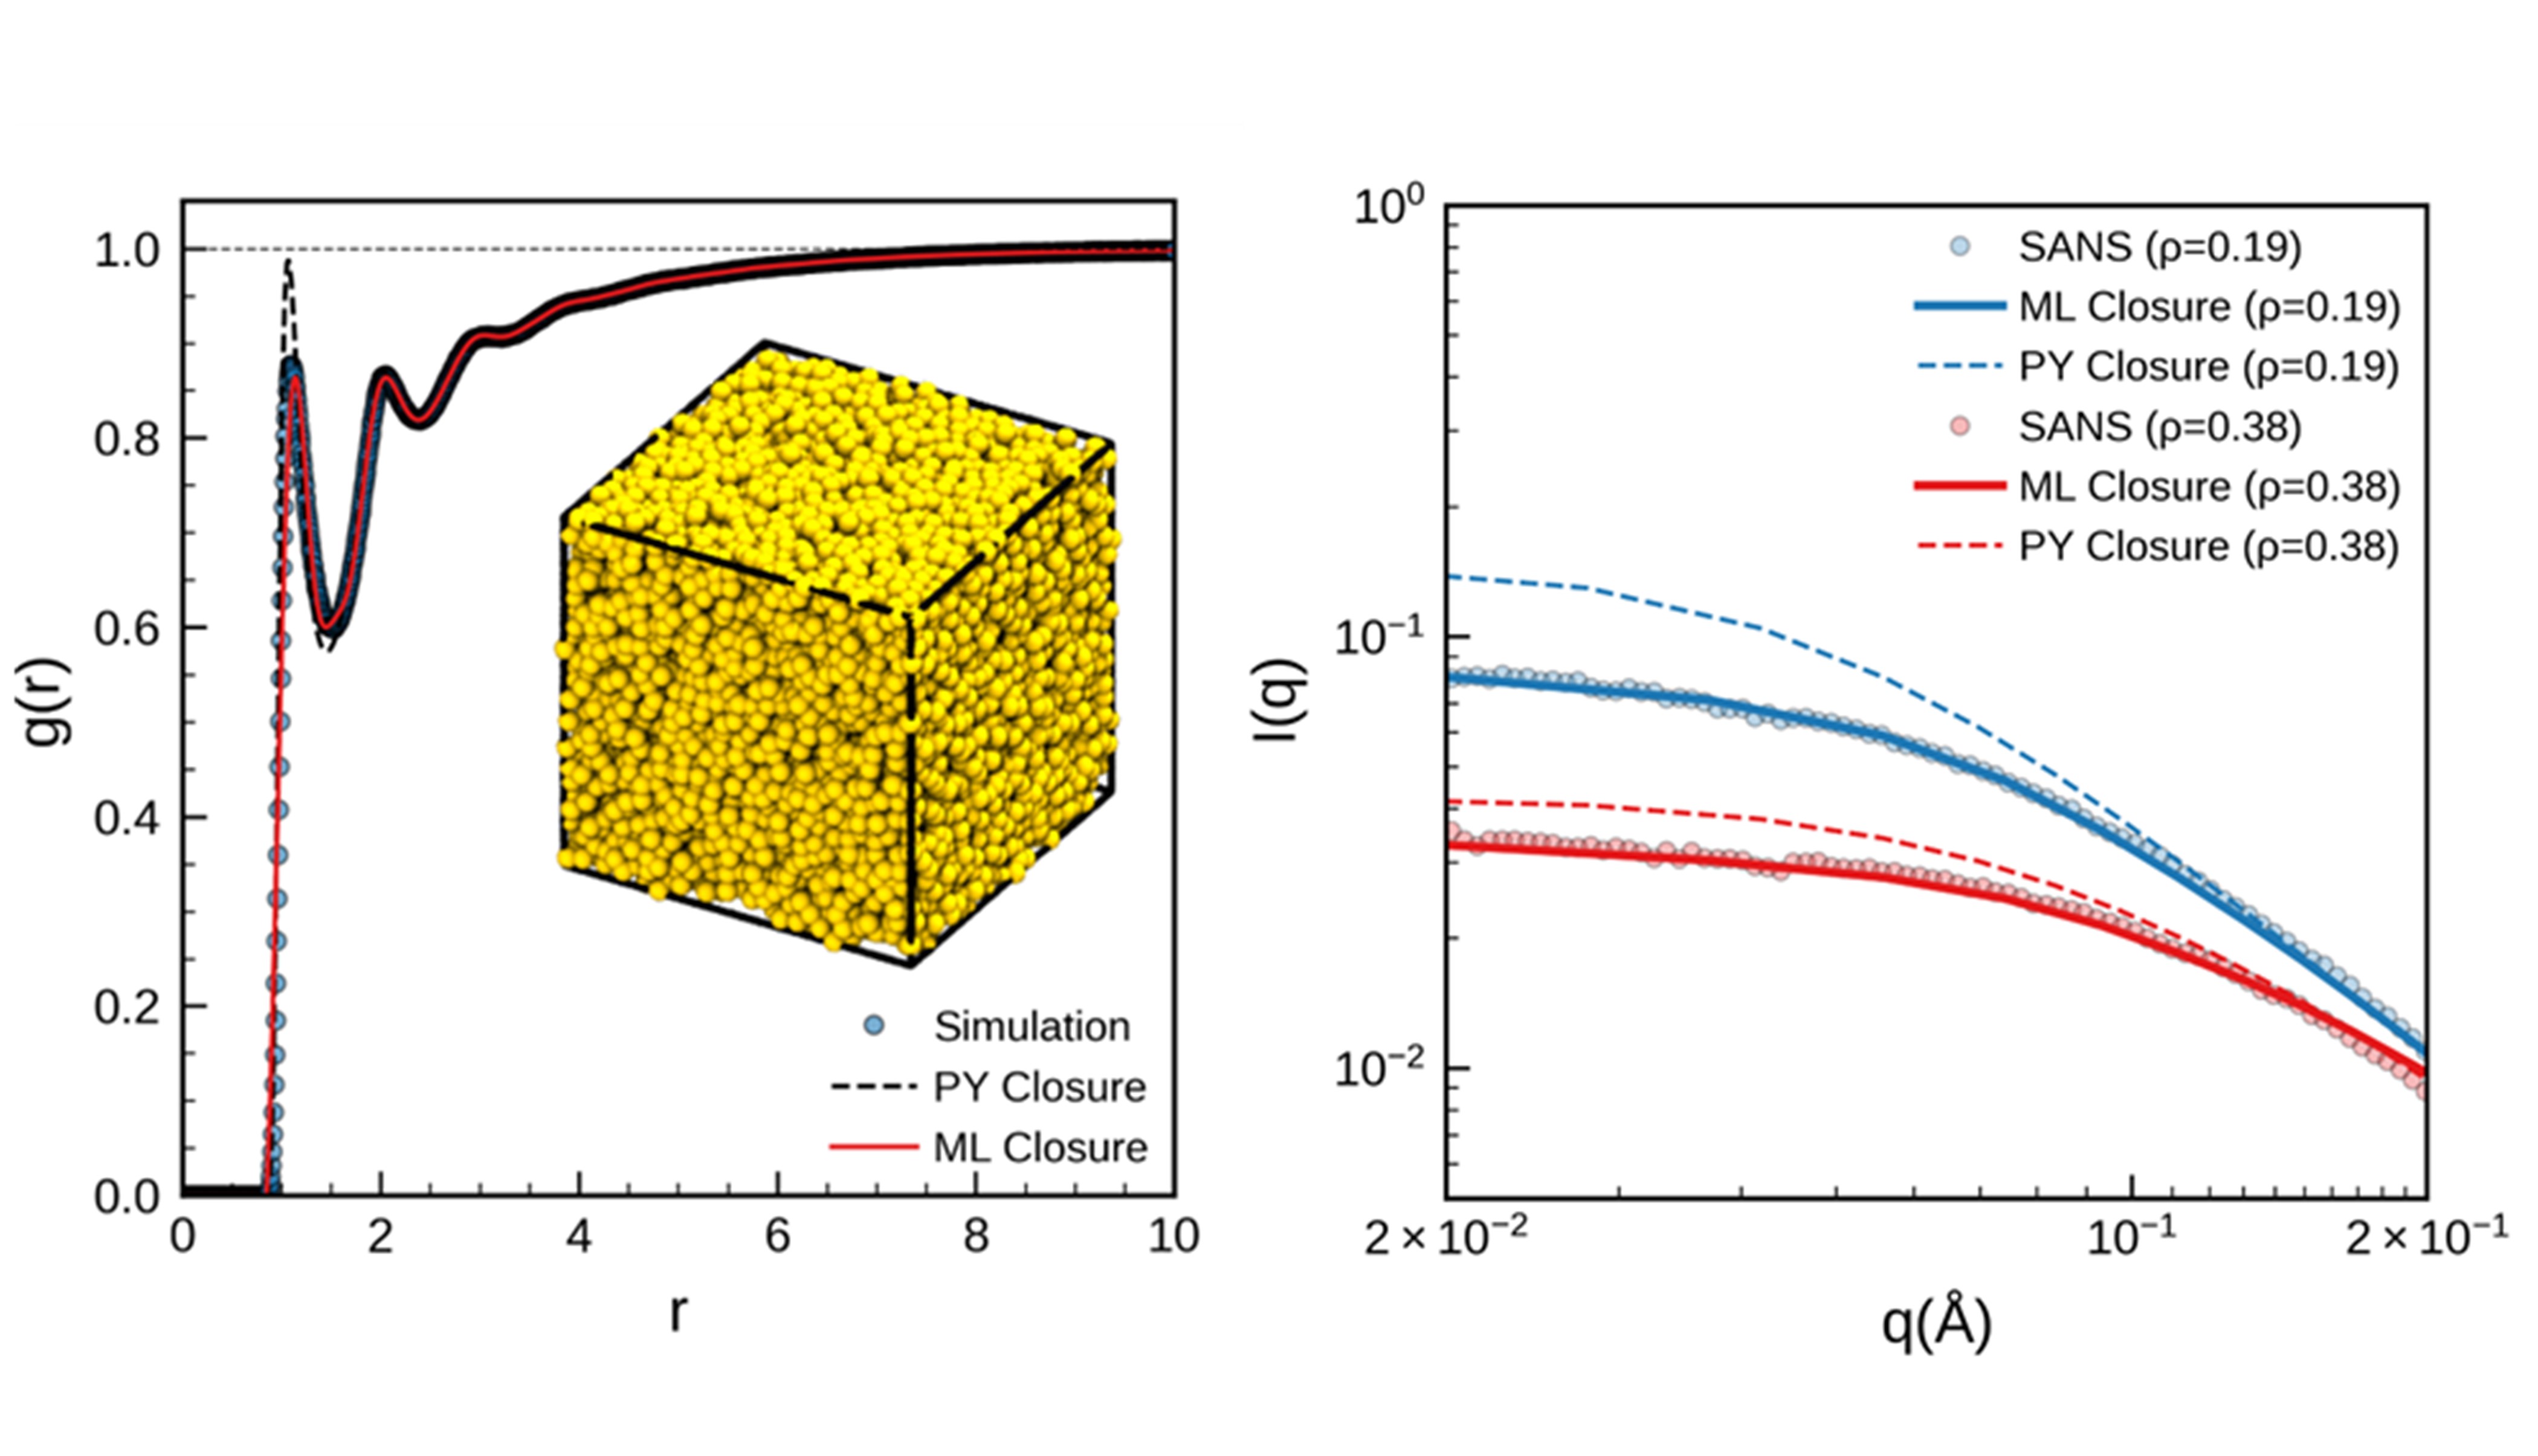 g(r)
1.0
0.8
0.6
0.4
0.2
0.0
0 2 4 6 8 10
r
Simulation
PY Closure
ML Closure
I(q)
10⁰
10⁻¹
10⁻²
2×10⁻² 10⁻¹ 2×10⁻¹
q(Å)
SANS (ρ=0.19)
ML Closure (ρ=0.19)
PY Closure (ρ=0.19)
SANS (ρ=0.38)
ML Closure (ρ=0.38)
PY Closure (ρ=0.38)